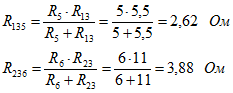 R₁₃₅ = (R₅ · R₁₃) / (R₅ + R₁₃) = (5 · 5,5) / (5 + 5,5) = 2,62 Ом
R₂₃₆ = (R₆ · R₂₃) / (R₆ + R₂₃) = (6 · 11) / (6 + 11) = 3,88 Ом